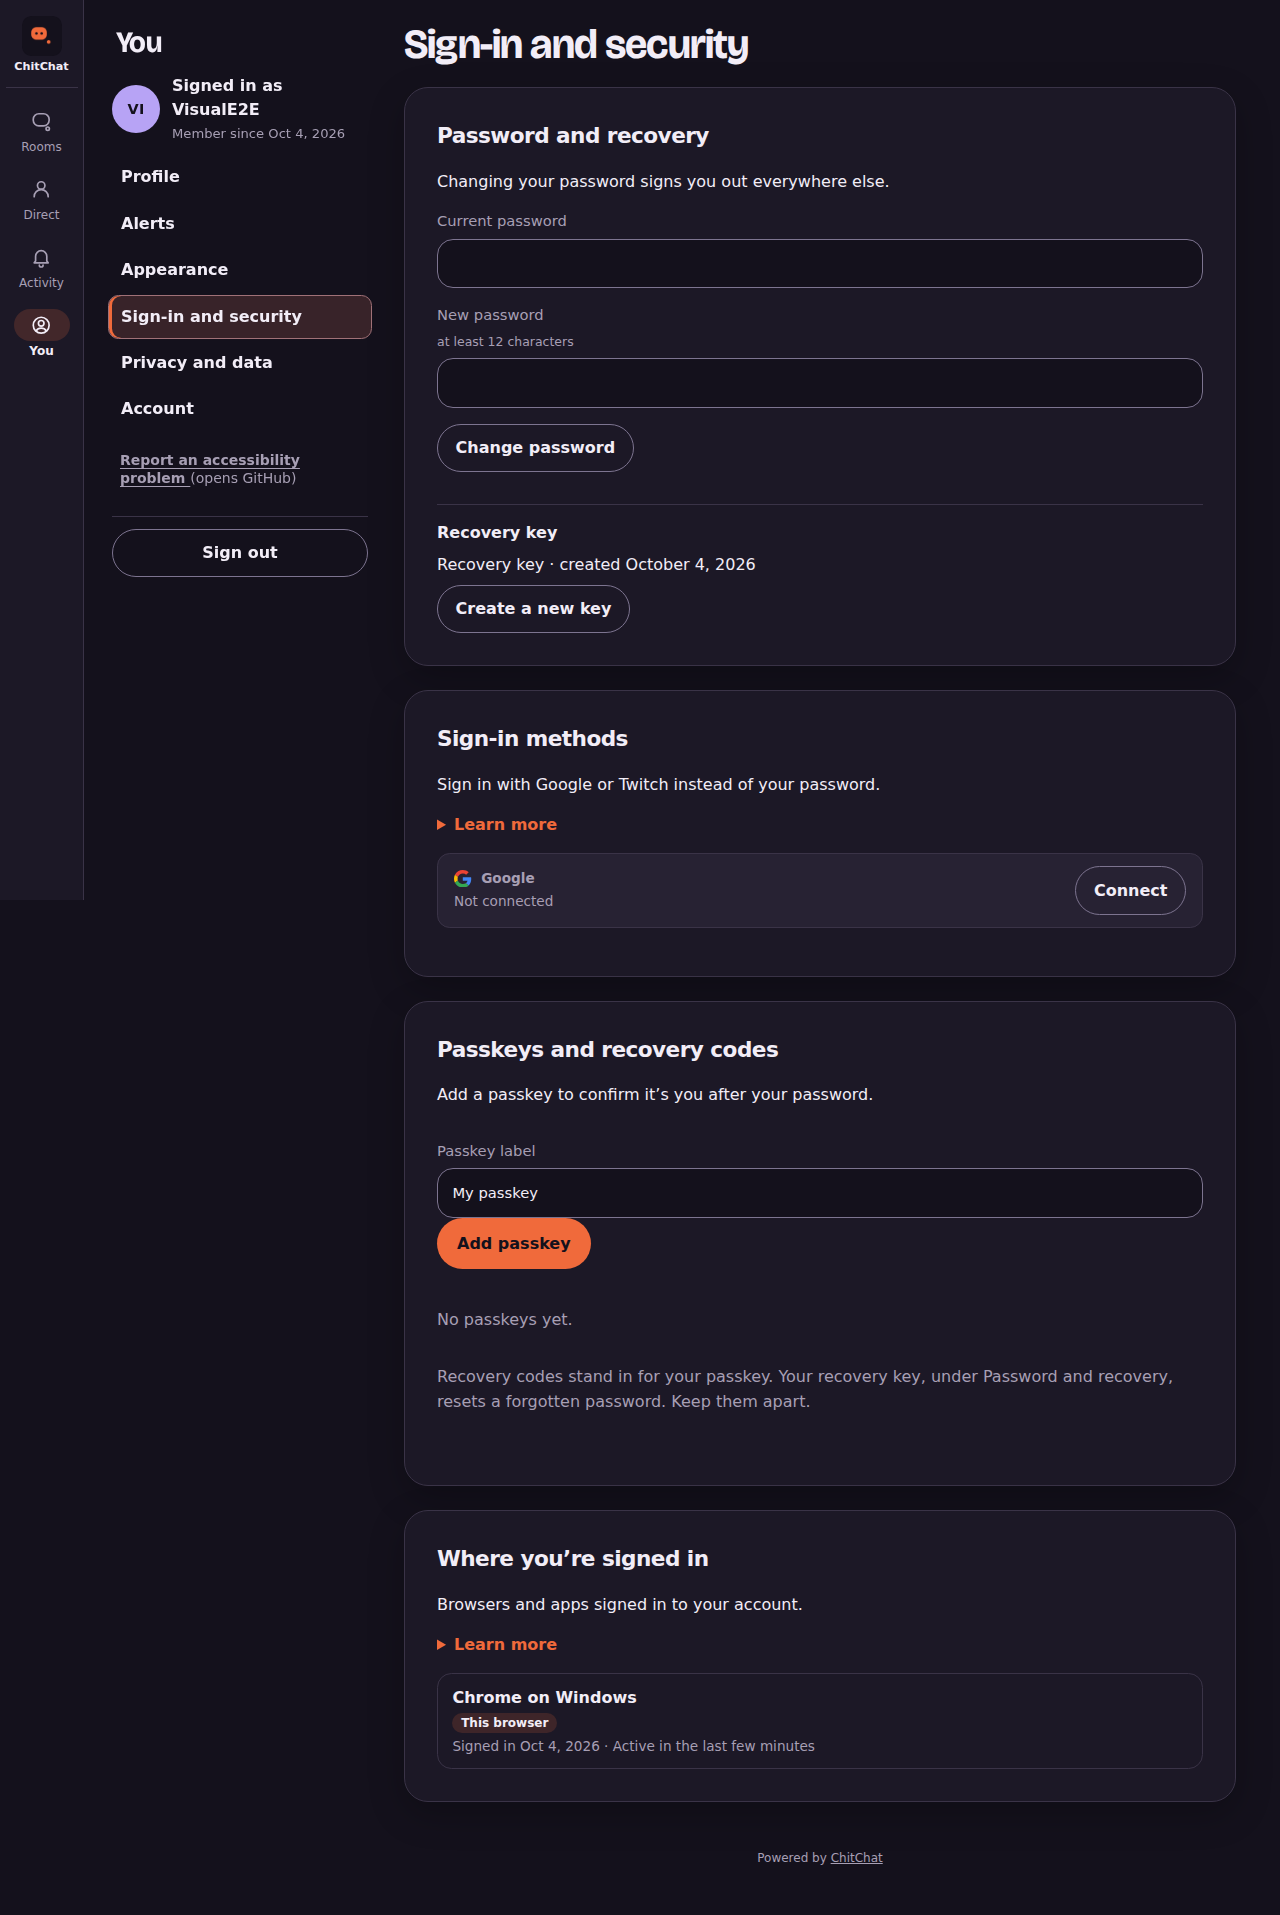 ChitChat
Rooms
Direct
Activity
You
You
VI
Signed in as
VisualE2E
Member since Oct 4, 2026
Profile
Alerts
Appearance
Sign-in and security
Privacy and data
Account
Report an accessibility
problem (opens GitHub)
Sign out
Sign-in and security
Password and recovery
Changing your password signs you out everywhere else.
Current password
New password
at least 12 characters
Change password
Recovery key
Recovery key · created October 4, 2026
Create a new key
Sign-in methods
Sign in with Google or Twitch instead of your password.
Learn more
Google
Not connected
Connect
Passkeys and recovery codes
Add a passkey to confirm it’s you after your password.
Passkey label
My passkey
Add passkey
No passkeys yet.
Recovery codes stand in for your passkey. Your recovery key, under Password and recovery,
resets a forgotten password. Keep them apart.
Where you’re signed in
Browsers and apps signed in to your account.
Learn more
Chrome on Windows
This browser
Signed in Oct 4, 2026 · Active in the last few minutes
Powered by ChitChat